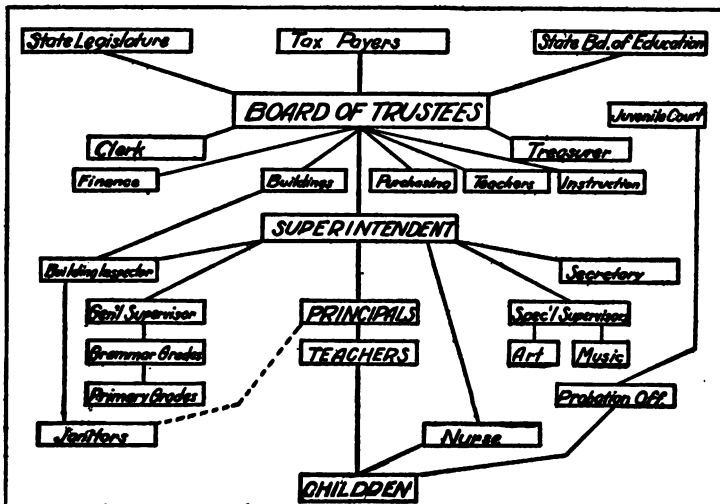 State Legislature
Tax Payers
State Bd. of Education
BOARD OF TRUSTEES
Juvenile Court
Clerk
Treasurer
Finance
Buildings
Purchasing
Teachers
Instruction
SUPERINTENDENT
Building Inspector
Secretary
Gen'l Supervisor
PRINCIPALS
Spec'l Supervisors
Grammar Grades
TEACHERS
Art
Music
Primary Grades
Probation Off.
Janitors
Nurse
CHILDREN